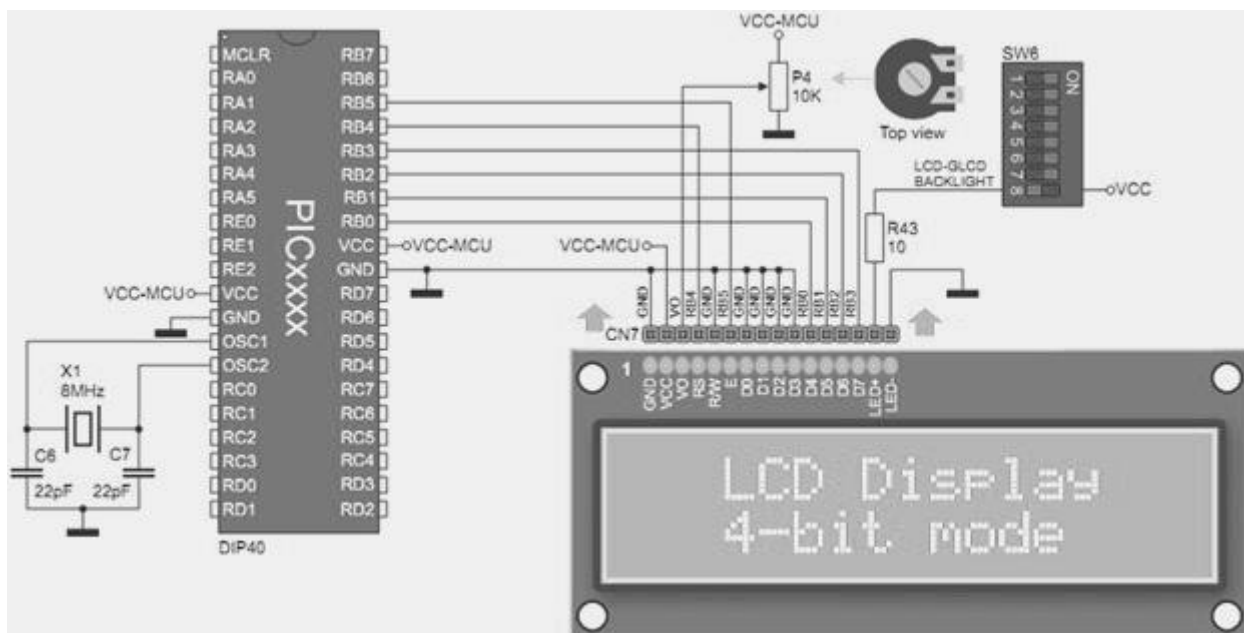 VCC-MCU
P4
10K
Top view
SW6
ON
1
2
3
4
5
6
7
8
LCD-GLCD
BACKLIGHT
VCC
R43
10
MCLR RB7
RA0 RB6
RA1 RB5
RA2 RB4
RA3 RB3
RA4 RB2
RA5 RB1
RE0 RB0
RE1 VCC
RE2 GND
VCC RD7
GND RD6
OSC1 RD5
OSC2 RD4
RC0 RC7
RC1 RC6
RC2 RC5
RC3 RC4
RD0 RD3
RD1 RD2
PICxxxx
DIP40
VCC-MCU
VCC-MCU
VCC-MCU
X1
8MHz
C6 C7
22pF 22pF
GND VO RB4 GND RB5 GND GND GND GND RB0 RB1 RB2 RB3
CN7
1
GND VCC VO RS R/W E D0 D1 D2 D3 D4 D5 D6 D7 LED+ LED-
LCD Display
4-bit mode